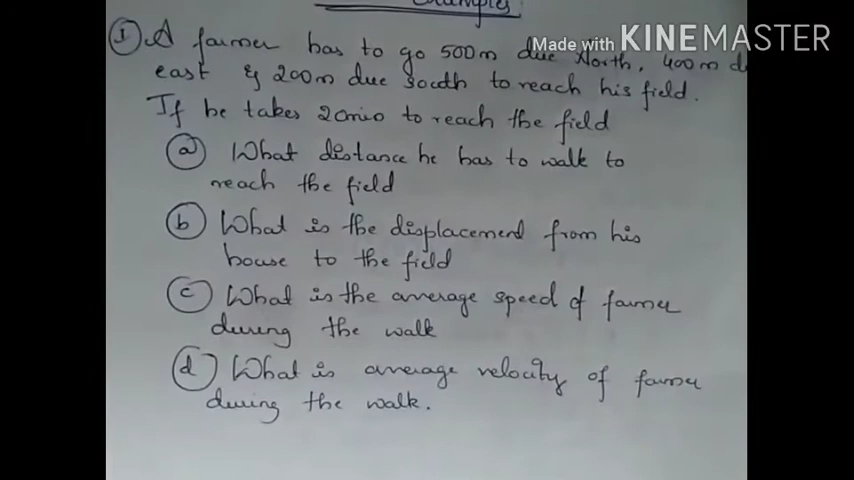 Examples:
Made with KINEMASTER
① A farmer has to go 500m due North, 400m d
east & 200m due south to reach his field.
If he takes 20min to reach the field
ⓐ What distance he has to walk to
reach the field
ⓑ What is the displacement from his
house to the field
ⓒ What is the average speed of farmer
during the walk
ⓓ What is average velocity of farmer
during the walk.